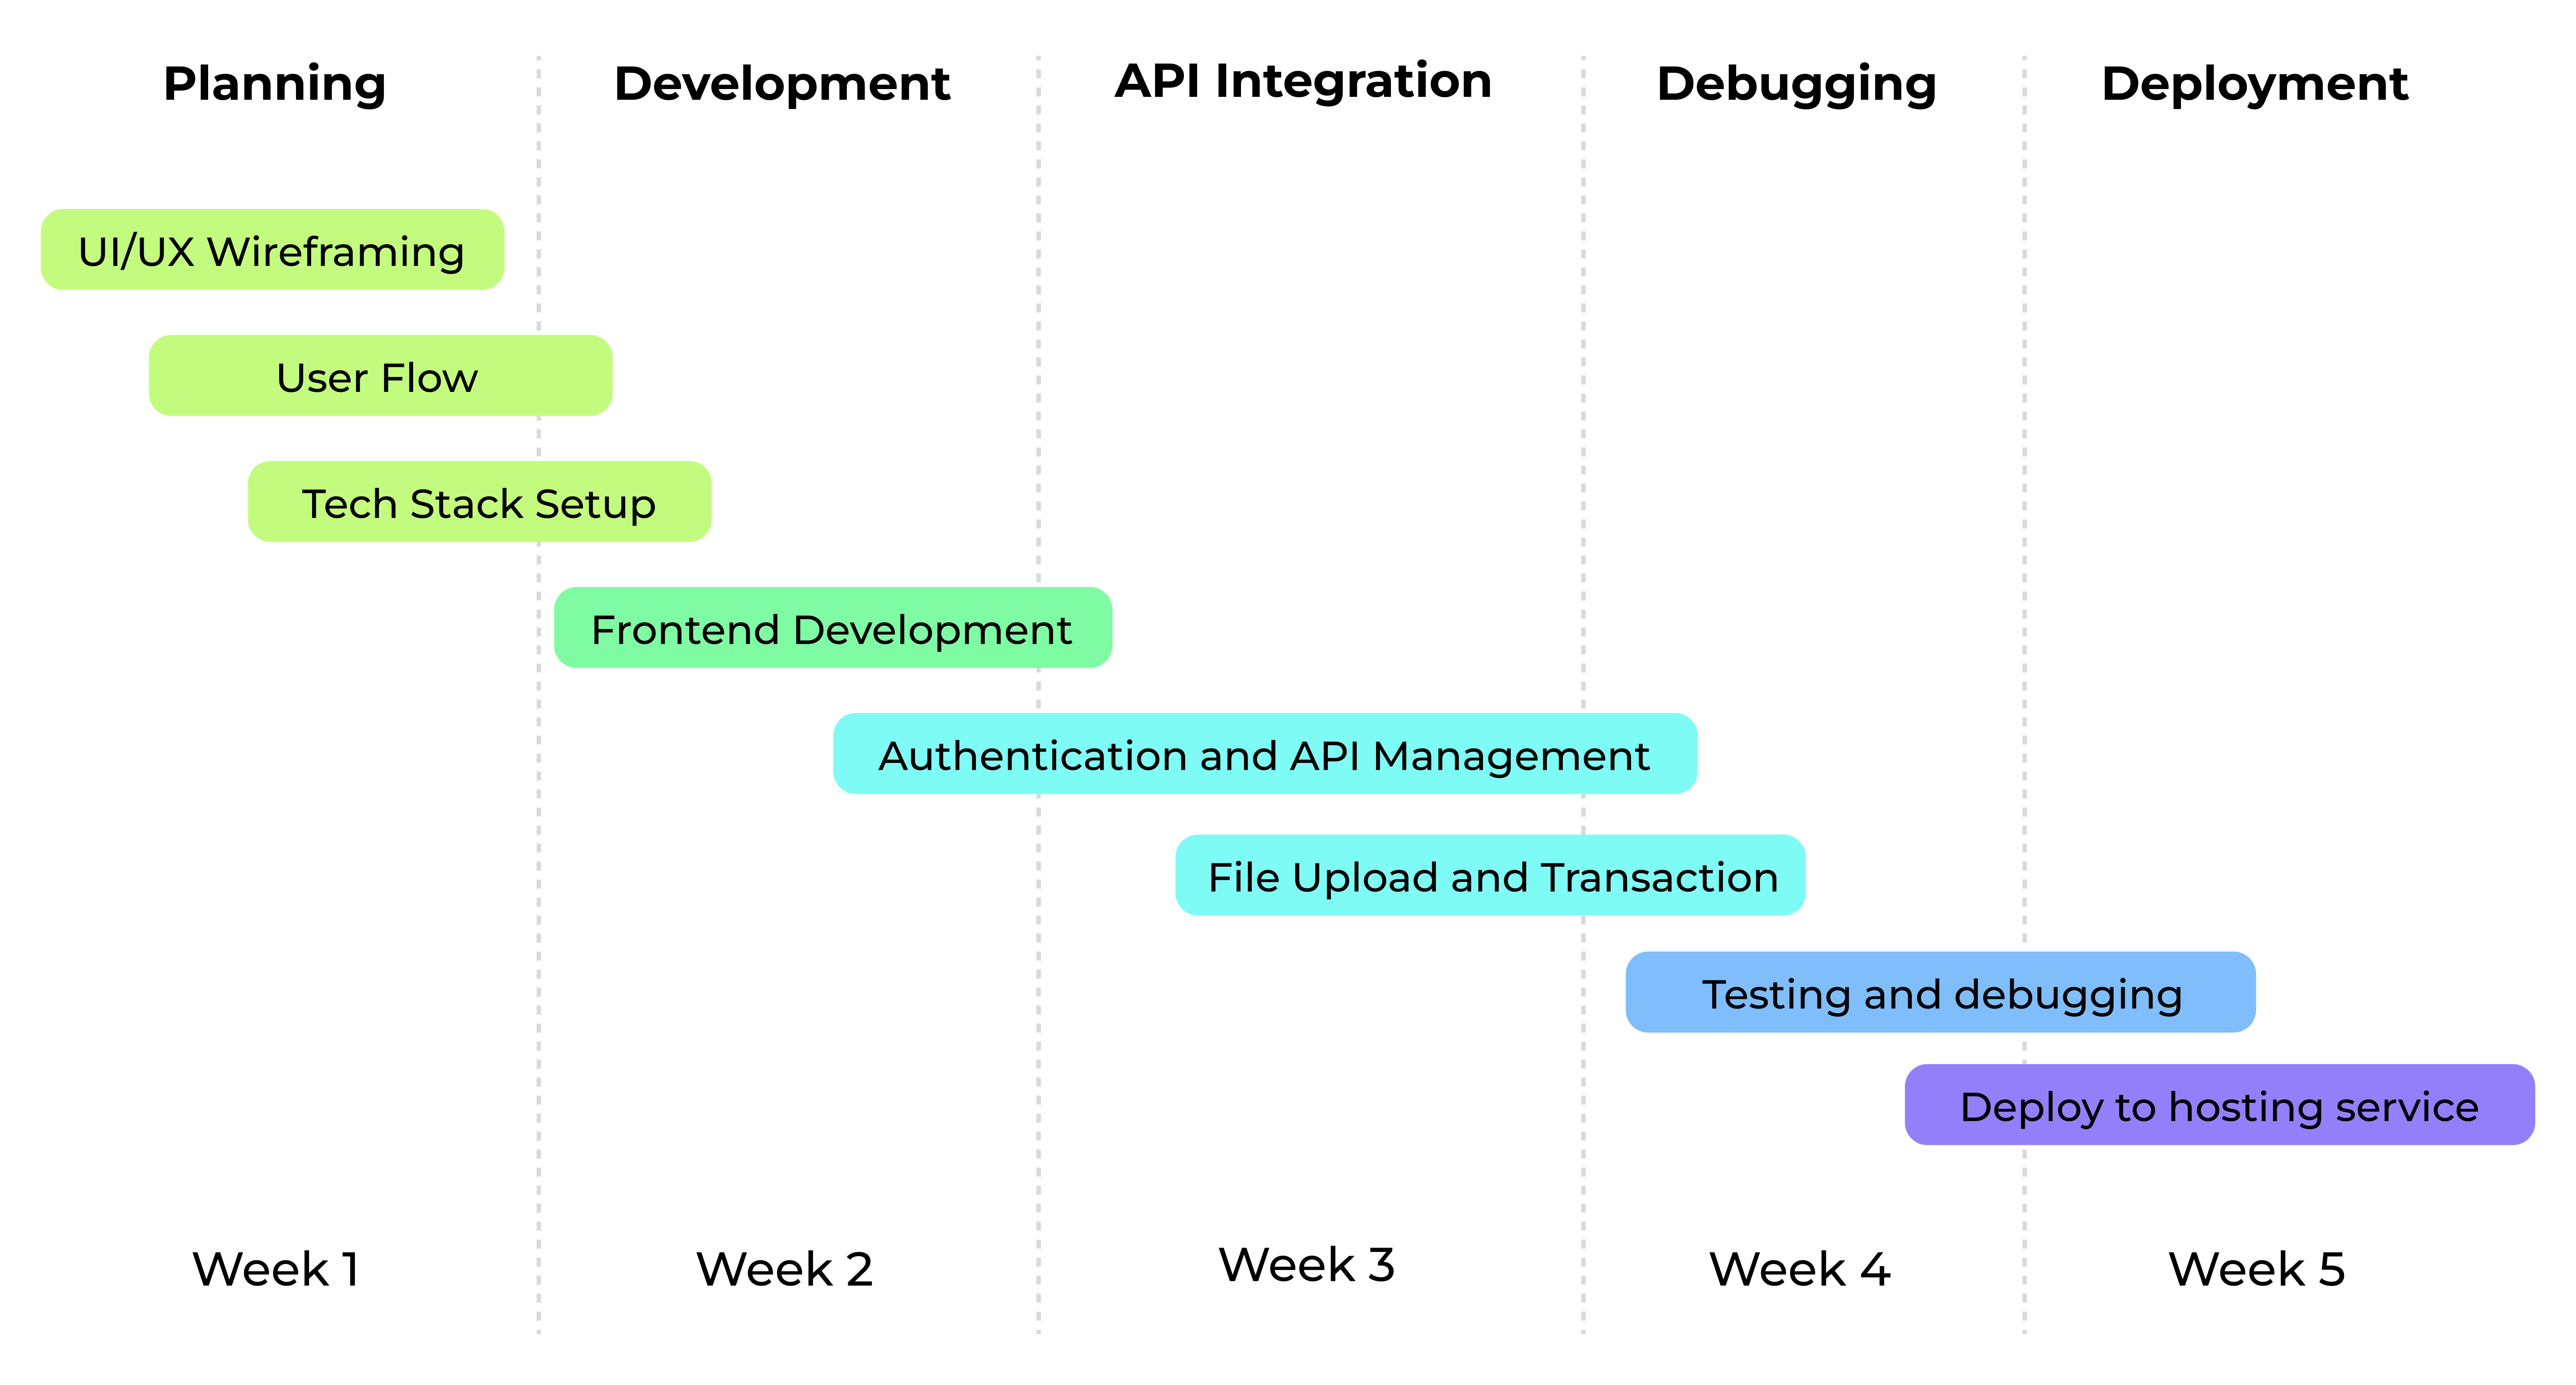 Planning
Development
API Integration
Debugging
Deployment
UI/UX Wireframing
User Flow
Tech Stack Setup
Frontend Development
Authentication and API Management
File Upload and Transaction
Testing and debugging
Deploy to hosting service
Week 1
Week 2
Week 3
Week 4
Week 5